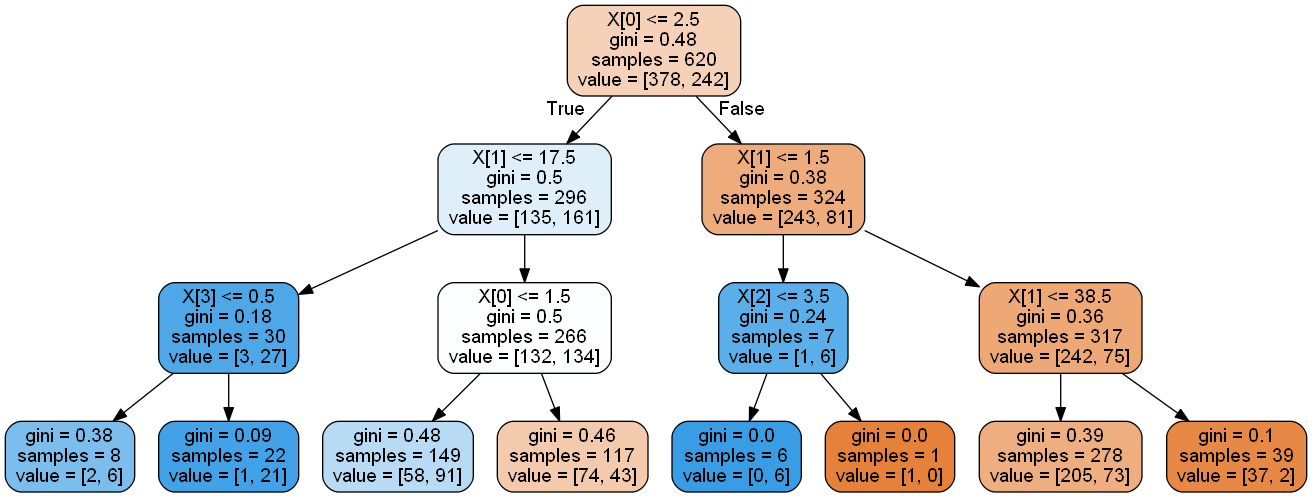 X[0] <= 2.5
gini = 0.48
samples = 620
value = [378, 242]
True
False
X[1] <= 17.5
gini = 0.5
samples = 296
value = [135, 161]
X[1] <= 1.5
gini = 0.38
samples = 324
value = [243, 81]
X[3] <= 0.5
gini = 0.18
samples = 30
value = [3, 27]
X[0] <= 1.5
gini = 0.5
samples = 266
value = [132, 134]
X[2] <= 3.5
gini = 0.24
samples = 7
value = [1, 6]
X[1] <= 38.5
gini = 0.36
samples = 317
value = [242, 75]
gini = 0.38
samples = 8
value = [2, 6]
gini = 0.09
samples = 22
value = [1, 21]
gini = 0.48
samples = 149
value = [58, 91]
gini = 0.46
samples = 117
value = [74, 43]
gini = 0.0
samples = 6
value = [0, 6]
gini = 0.0
samples = 1
value = [1, 0]
gini = 0.39
samples = 278
value = [205, 73]
gini = 0.1
samples = 39
value = [37, 2]